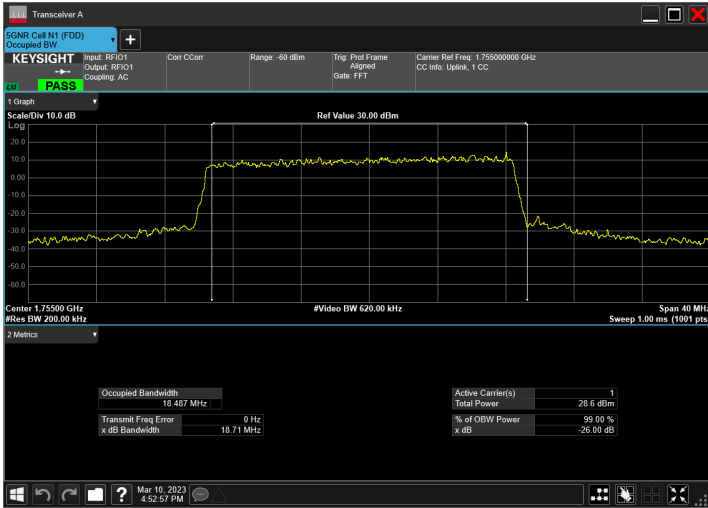 Transceiver A
5GNR Cell N1 (FDD)
Occupied BW
KEYSIGHT
PASS
Input: RFIO1
Output: RFIO1
Coupling: AC
Corr CCorr
Range: -60 dBm
Trig: Prot Frame
Aligned
Gate: FFT
Carrier Ref Freq: 1.755000000 GHz
CC Info: Uplink, 1 CC
1 Graph
Scale/Div 10.0 dB
Ref Value 30.00 dBm
Log
20.0
10.0
0.00
-10.0
-20.0
-30.0
-40.0
-50.0
-60.0
Center 1.75500 GHz
#Video BW 620.00 kHz
Span 40 MHz
#Res BW 200.00 kHz
Sweep 1.00 ms (1001 pts
2 Metrics
Occupied Bandwidth
18.487 MHz
Transmit Freq Error 0 Hz
x dB Bandwidth 18.71 MHz
Active Carrier(s) 1
Total Power 28.6 dBm
% of OBW Power 99.00 %
x dB -26.00 dB
Mar 10, 2023
4:52:57 PM